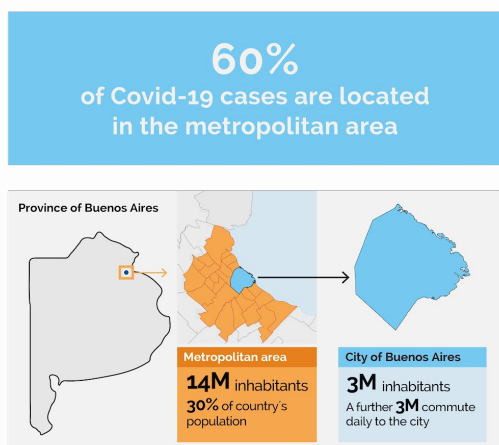 60%
of Covid-19 cases are located
in the metropolitan area
Province of Buenos Aires
Metropolitan area
14M inhabitants
30% of country´s
population
City of Buenos Aires
3M inhabitants
A further 3M commute
daily to the city